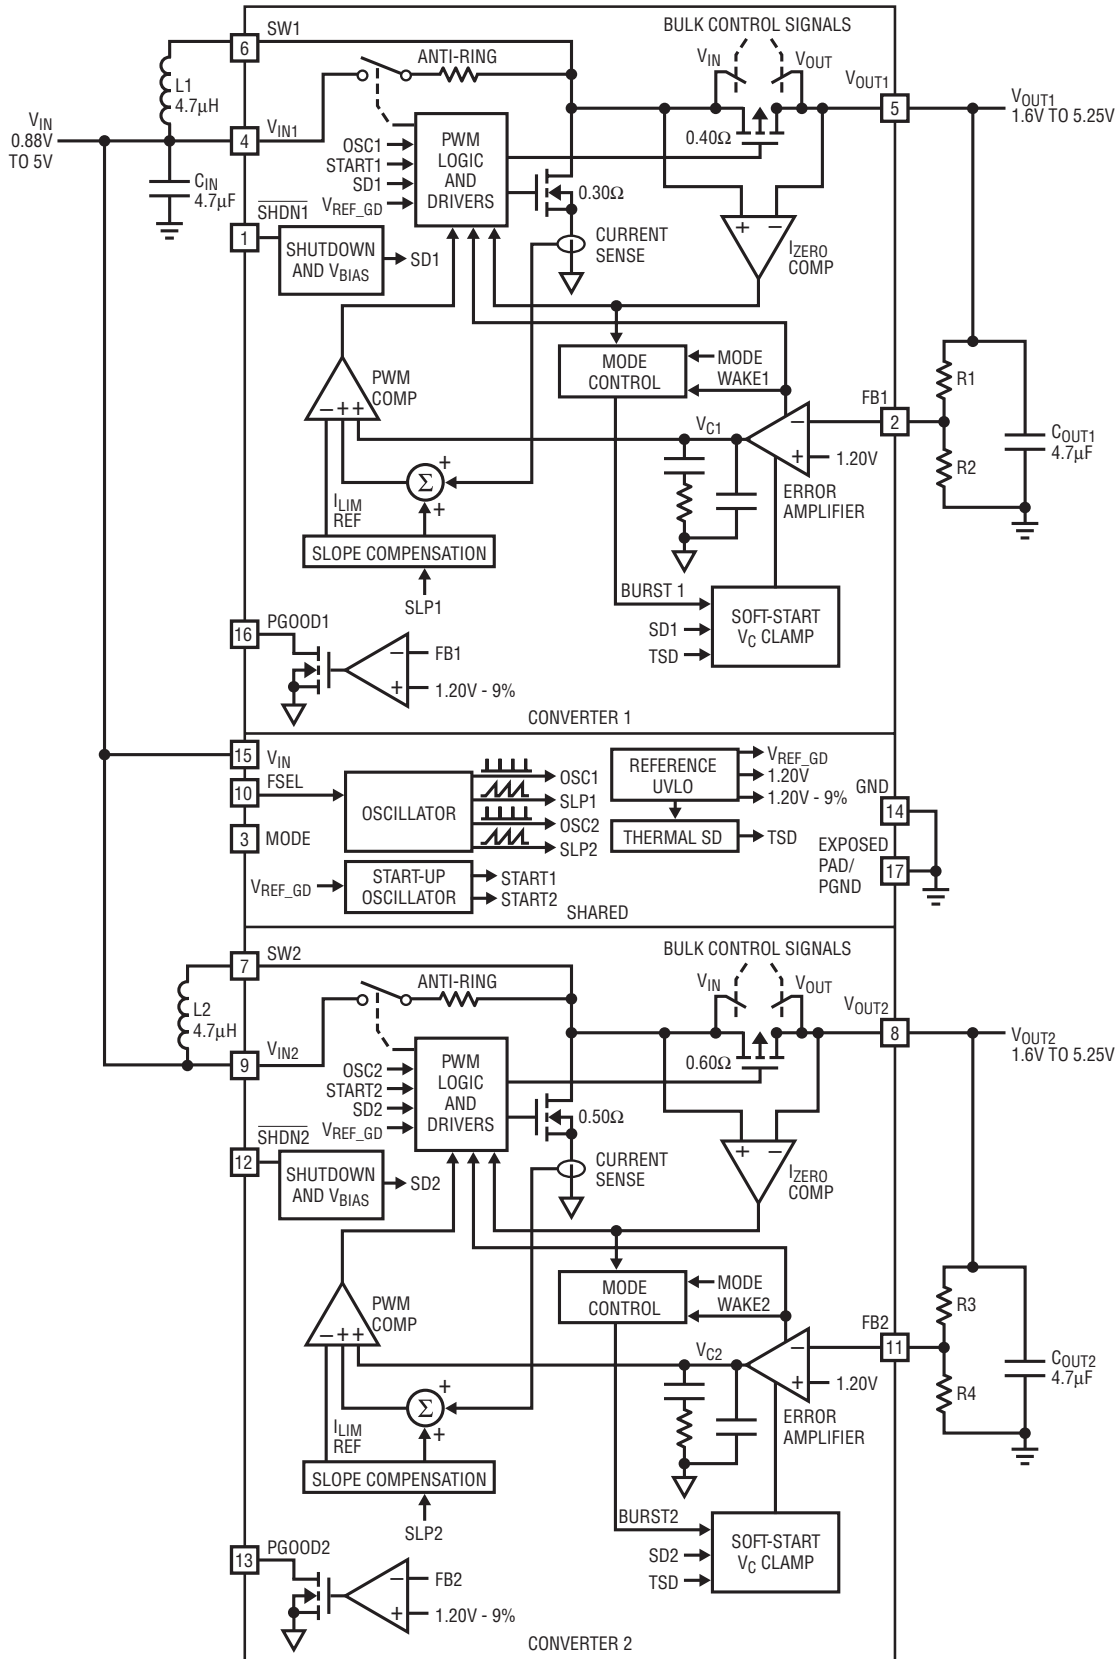 SW1
6
BULK CONTROL SIGNALS
ANTI-RING
VIN
VOUT
VOUT1
L1
4.7µH
VIN
0.88V
TO 5V
4
VIN1
5
VOUT1
1.6V TO 5.25V
0.40Ω
OSC1
START1
SD1
VREF_GD
PWM
LOGIC
AND
DRIVERS
0.30Ω
CIN
4.7µF
SHDN1
1
SHUTDOWN
AND VBIAS
SD1
CURRENT
SENSE
+ –
IZERO
COMP
MODE
CONTROL
MODE
WAKE1
PWM
COMP
– + +
FB1
2
R1
VC1
–
+
1.20V
R2
COUT1
4.7µF
ERROR
AMPLIFIER
Σ
+
+
ILIM
REF
SLOPE COMPENSATION
SLP1
BURST 1
SD1
TSD
SOFT-START
VC CLAMP
PGOOD1
16
–
FB1
+
1.20V - 9%
CONVERTER 1
15
VIN
10
FSEL
3
MODE
OSCILLATOR
OSC1
SLP1
OSC2
SLP2
REFERENCE
UVLO
VREF_GD
1.20V
1.20V - 9%
THERMAL SD
TSD
GND
14
EXPOSED
PAD/
PGND
17
VREF_GD
START-UP
OSCILLATOR
START1
START2
SHARED
SW2
7
BULK CONTROL SIGNALS
ANTI-RING
VIN
VOUT
VOUT2
L2
4.7µH
9
VIN2
8
VOUT2
1.6V TO 5.25V
0.60Ω
OSC2
START2
SD2
VREF_GD
PWM
LOGIC
AND
DRIVERS
0.50Ω
SHDN2
12
SHUTDOWN
AND VBIAS
SD2
CURRENT
SENSE
+ –
IZERO
COMP
MODE
CONTROL
MODE
WAKE2
PWM
COMP
– + +
FB2
11
R3
VC2
–
+
1.20V
R4
COUT2
4.7µF
ERROR
AMPLIFIER
Σ
+
+
ILIM
REF
SLOPE COMPENSATION
SLP2
BURST2
SD2
TSD
SOFT-START
VC CLAMP
PGOOD2
13
–
FB2
+
1.20V - 9%
CONVERTER 2